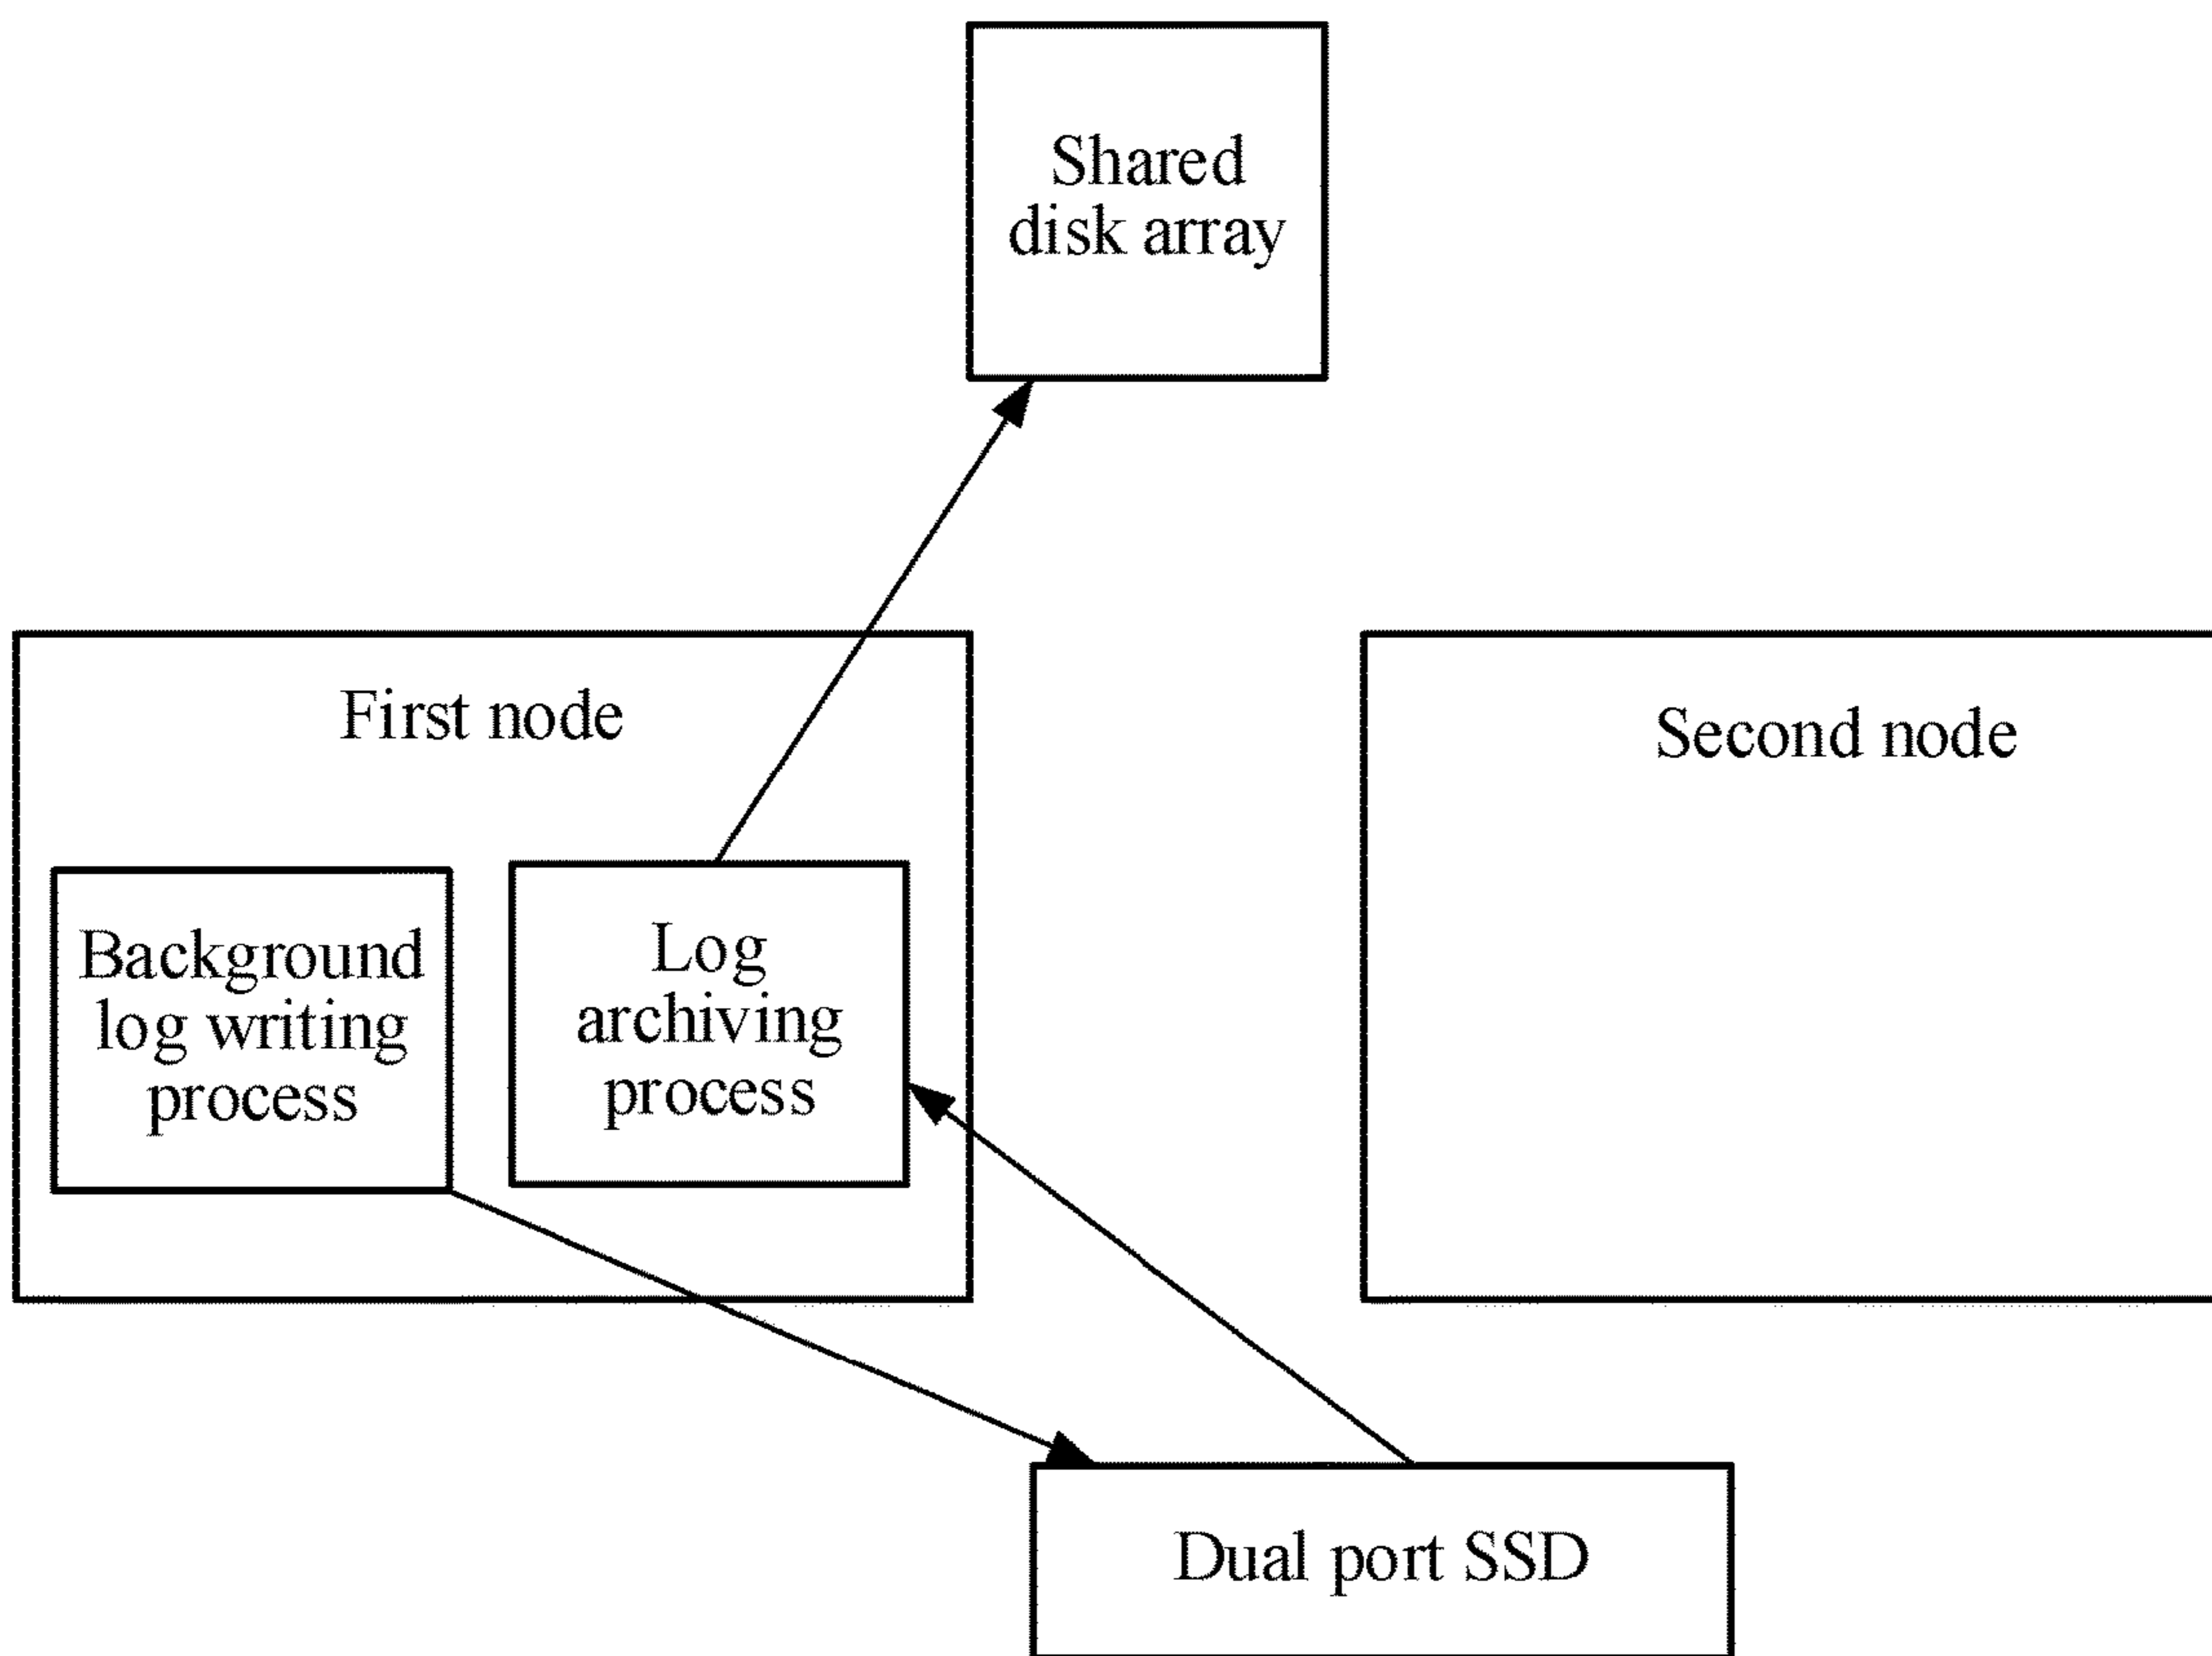 Shared
disk array
First node
Second node
Background
log writing
process
Log
archiving
process
Dual port SSD